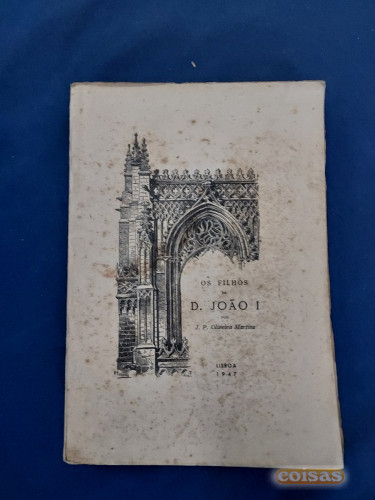 OS FILHOS
DE
D. JOÃO I
POR
J. P. Oliveira Martins
LISBOA
1947
coisas